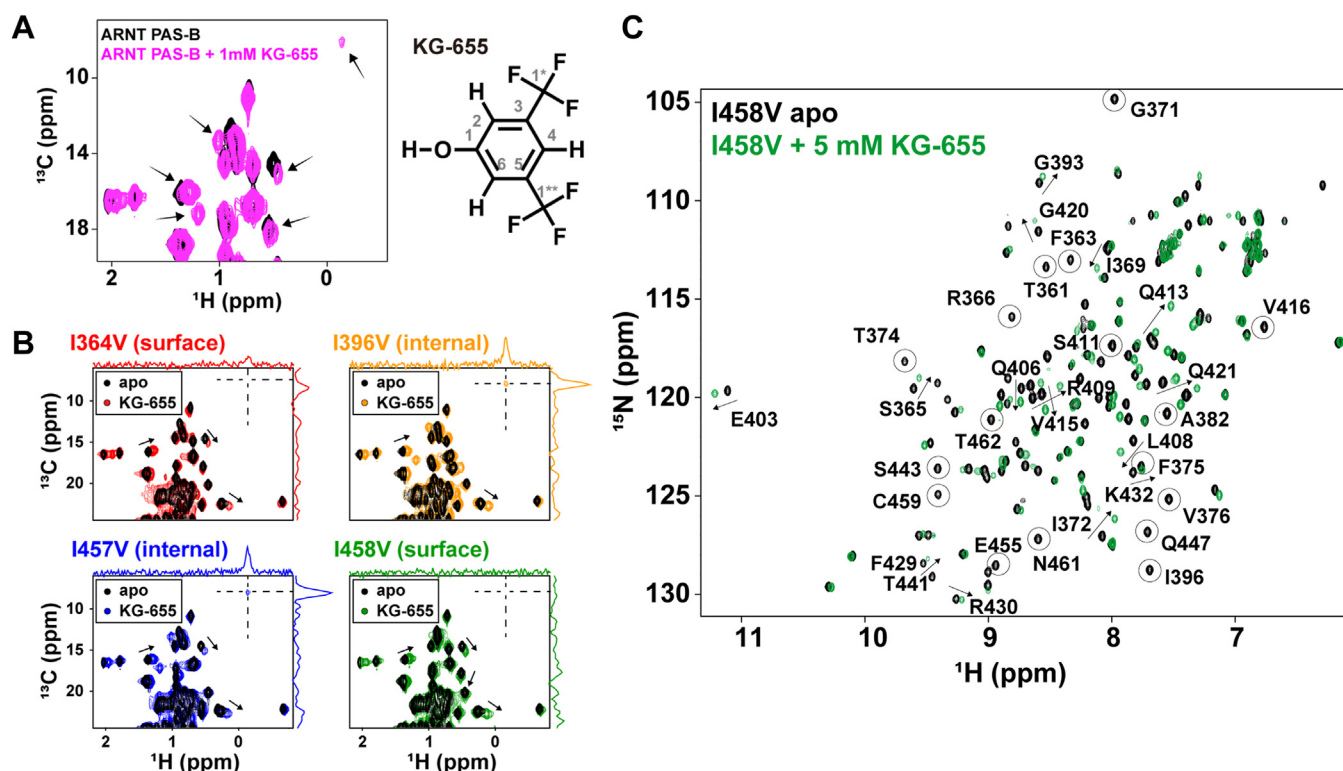 A
ARNT PAS-B
ARNT PAS-B + 1mM KG-655
10
14
18
¹³C (ppm)
2
1
0
¹H (ppm)
KG-655
F
F
1*
F
H
3
2
4
1
H-O
H
6
5
1**
F
H
F
F
B
I364V (surface)
apo
KG-655
10
20
¹³C (ppm)
I396V (internal)
apo
KG-655
I457V (internal)
apo
KG-655
10
20
¹³C (ppm)
2
1
0
¹H (ppm)
I458V (surface)
apo
KG-655
2
1
0
¹H (ppm)
C
I458V apo
I458V + 5 mM KG-655
105
110
115
120
125
130
¹⁵N (ppm)
11
10
9
8
7
¹H (ppm)
G371
G393
G420
F363
I369
T361
Q413
R366
V416
T374
S411
Q406
Q421
R409
S365
E403
V415
A382
T462
L408
S443
F375
C459
K432
V376
I372
Q447
E455
F429
N461
I396
T441
R430